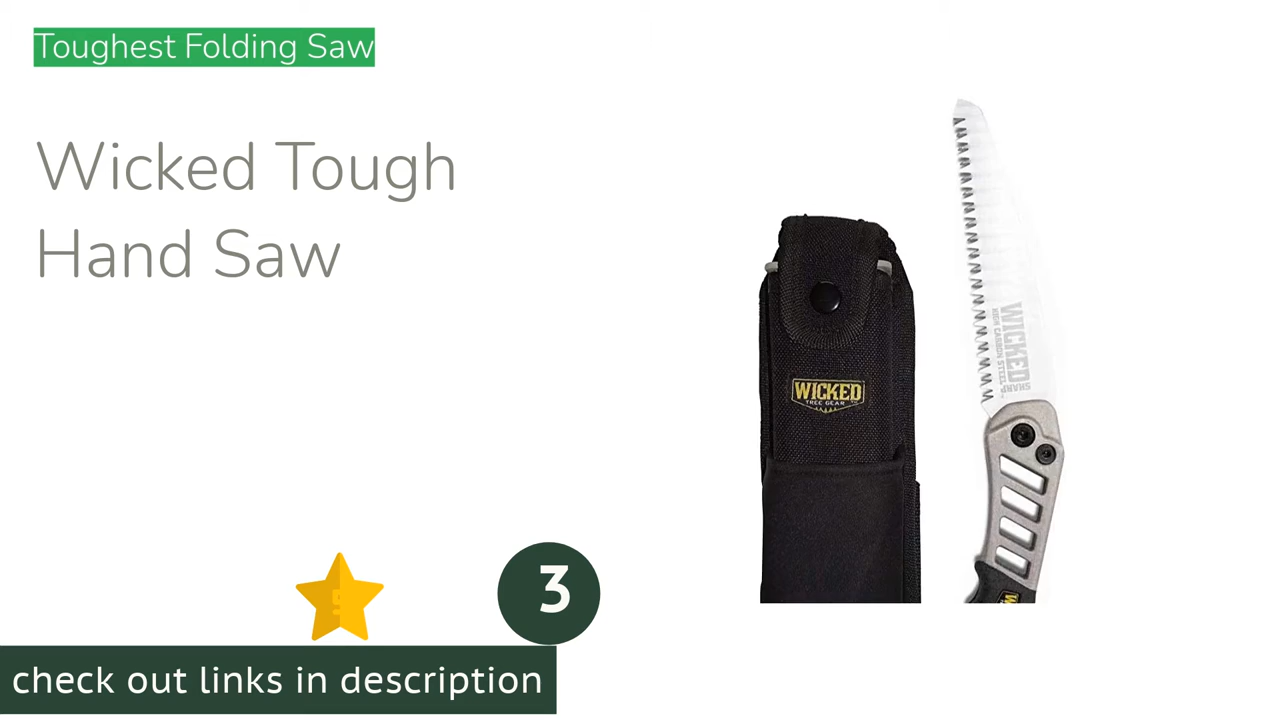 Toughest Folding Saw
Wicked Tough
Hand Saw
WICKED
TREE GEAR
WICKED
HIGH CARBON STEEL
3
check out links in description